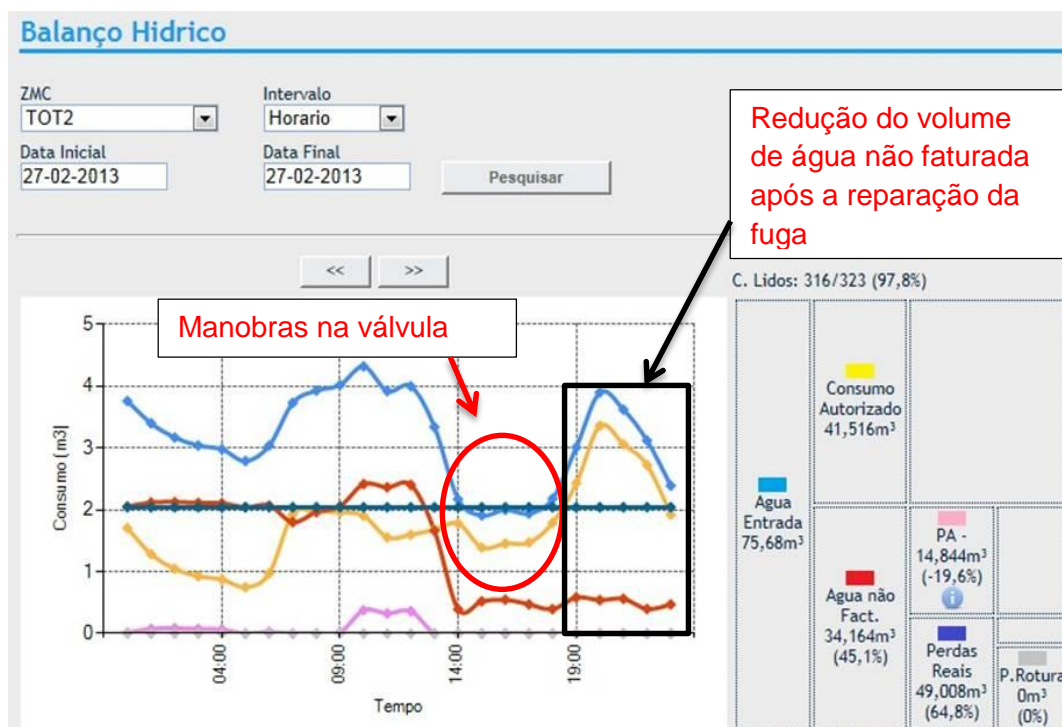 Balanço Hidrico
ZMC
Intervalo
TOT2
Horario
Data Inicial
Data Final
27-02-2013
27-02-2013
Pesquisar
Redução do volume
de água não faturada
após a reparação da
fuga
<<
>>
C. Lidos: 316/323 (97,8%)
Manobras na válvula
5
4
3
2
1
0
Consumo (m3)
04:00
09:00
14:00
19:00
Tempo
Agua
Entrada
75,68m³
Consumo
Autorizado
41,516m³
Agua não
Fact.
34,164m³
(45,1%)
PA -
14,844m³
(-19,6%)
i
Perdas
Reais
49,008m³
(64,8%)
P.Rotura
0m³
(0%)